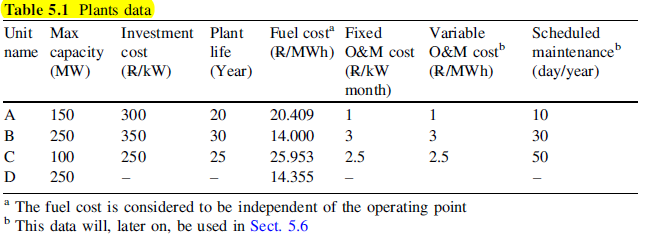 Table 5.1 Plants data
Unit Max Investment Plant Fuel costᵃ Fixed Variable Scheduled
name capacity cost life (R/MWh) O&M cost O&M costᵇ maintenanceᵇ
(MW) (R/kW) (Year) (R/kW (R/MWh) (day/year)
month)
A 150 300 20 20.409 1 1 10
B 250 350 30 14.000 3 3 30
C 100 250 25 25.953 2.5 2.5 50
D 250 – – 14.355 – – –
ᵃ The fuel cost is considered to be independent of the operating point
ᵇ This data will, later on, be used in Sect. 5.6